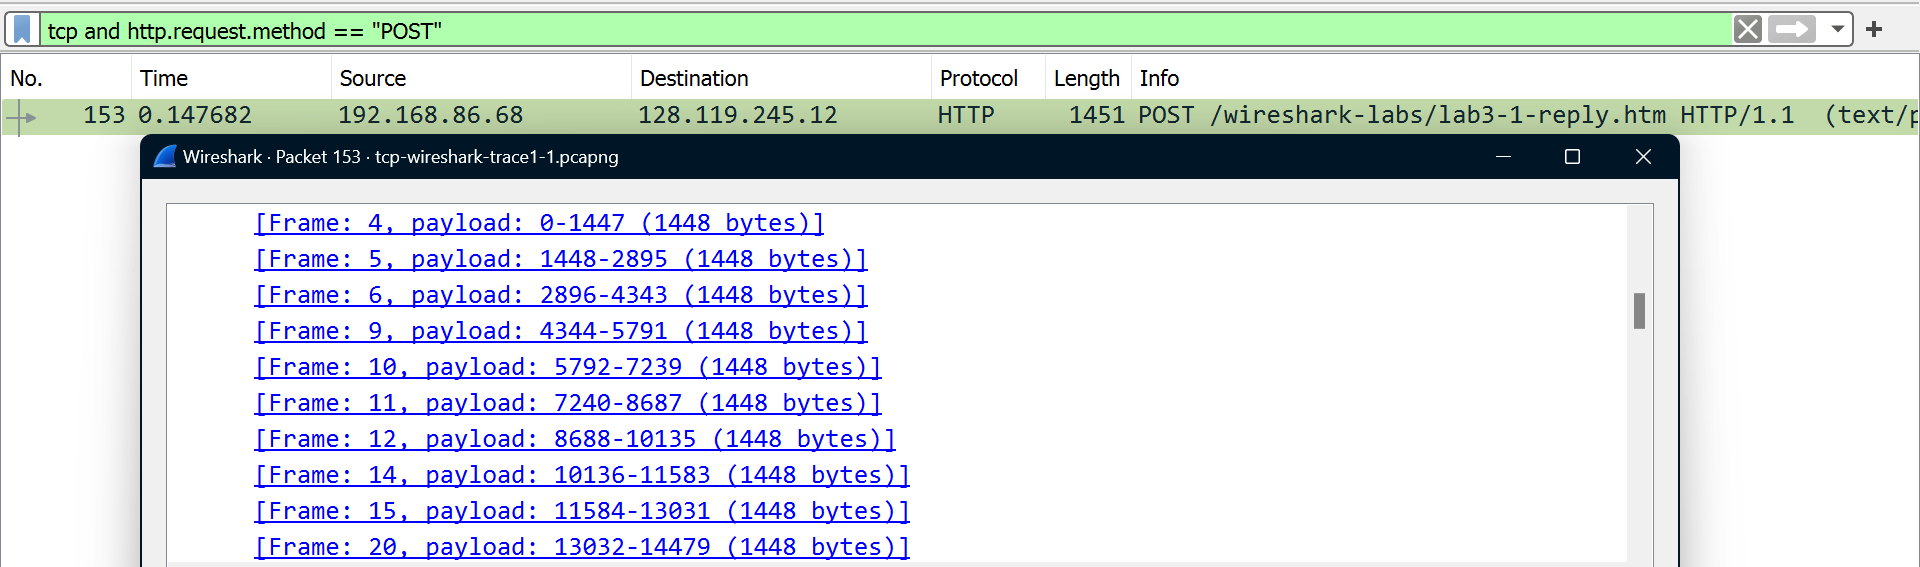 tcp and http.request.method == "POST"
No. Time Source Destination Protocol Length Info
153 0.147682 192.168.86.68 128.119.245.12 HTTP 1451 POST /wireshark-labs/lab3-1-reply.htm HTTP/1.1 (text/p
Wireshark · Packet 153 · tcp-wireshark-trace1-1.pcapng
[Frame: 4, payload: 0-1447 (1448 bytes)]
[Frame: 5, payload: 1448-2895 (1448 bytes)]
[Frame: 6, payload: 2896-4343 (1448 bytes)]
[Frame: 9, payload: 4344-5791 (1448 bytes)]
[Frame: 10, payload: 5792-7239 (1448 bytes)]
[Frame: 11, payload: 7240-8687 (1448 bytes)]
[Frame: 12, payload: 8688-10135 (1448 bytes)]
[Frame: 14, payload: 10136-11583 (1448 bytes)]
[Frame: 15, payload: 11584-13031 (1448 bytes)]
[Frame: 20, payload: 13032-14479 (1448 bytes)]